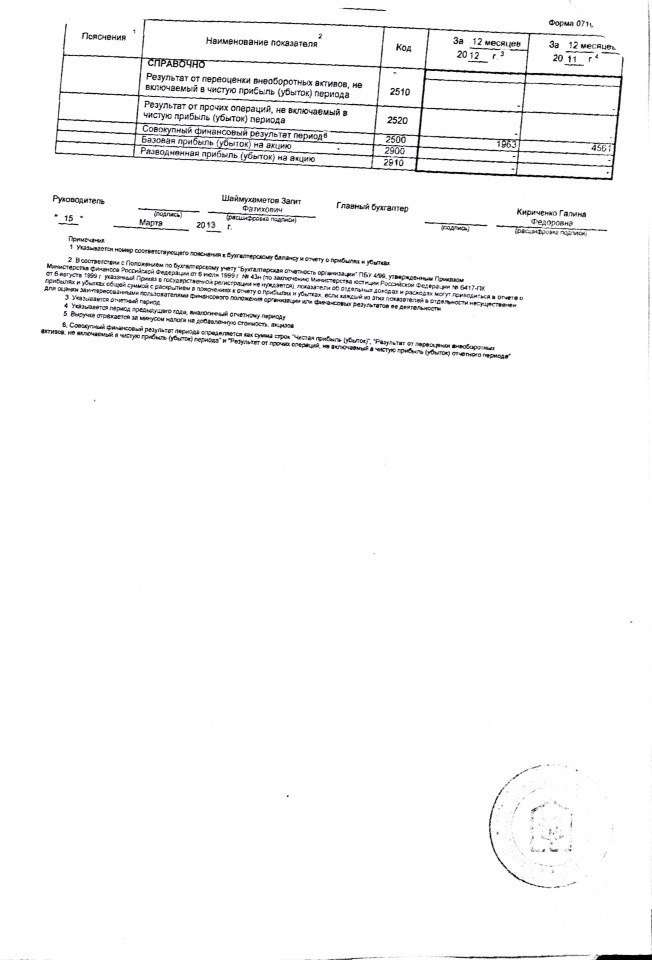 Форма 071
Пояснения 1
Наименование показателя 2
Код
За 12 месяцев
2012 г 3
За 12 месяцев
2011 г 4
СПРАВОЧНО
-
Результат от переоценки внеоборотных активов, не
включаемый в чистую прибыль (убыток) периода
2510
-
-
Результат от прочих операций, не включаемый в
чистую прибыль (убыток) периода
2520
-
-
Совокупный финансовый результат период 6
2500
1963
4561
Базовая прибыль (убыток) на акцию
2900
-
-
Разводненная прибыль (убыток) на акцию
2910
-
-
Руководитель
(подпись)
Шаймухаметов Загит
Фатихович
(расшифровка подписи)
Главный бухгалтер
(подпись)
Кириченко Галина
Федоровна
(расшифровка подписи)
" 15 " Марта 2013 г.
Примечания
1 Указывается номер соответствующего пояснения к бухгалтерскому балансу и отчету о прибылях и убытках
2 В соответствии с Положением по бухгалтерскому учету "Бухгалтерская отчетность организации" ПБУ 4/99, утвержденным Приказом
Министерства финансов Российской Федерации от 6 июля 1999 г № 43н (по заключению Министерства юстиции Российской Федерации № 6417-ПК
от 6 августа 1999 г указанный Приказ в государственной регистрации не нуждается), показатели об отдельных доходах и расходах могут приводиться в отчете о
прибылях и убытках общей суммой с раскрытием в пояснениях к отчету о прибылях и убытках, если каждый из этих показателей в отдельности несущественен
для оценки заинтересованными пользователями финансового положения организации или финансовых результатов ее деятельности
3 Указывается отчетный период
4 Указывается период предыдущего года, аналогичный отчетному периоду
5 Выручка отражается за минусом налога на добавленную стоимость, акцизов
6. Совокупный финансовый результат периода определяется как сумма строк "Чистая прибыль (убыток)", "Результат от переоценки внеоборотных
активов, не включаемый в чистую прибыль (убыток) периода" и "Результат от прочих операций, не включаемый в чистую прибыль (убыток) отчетного периода"